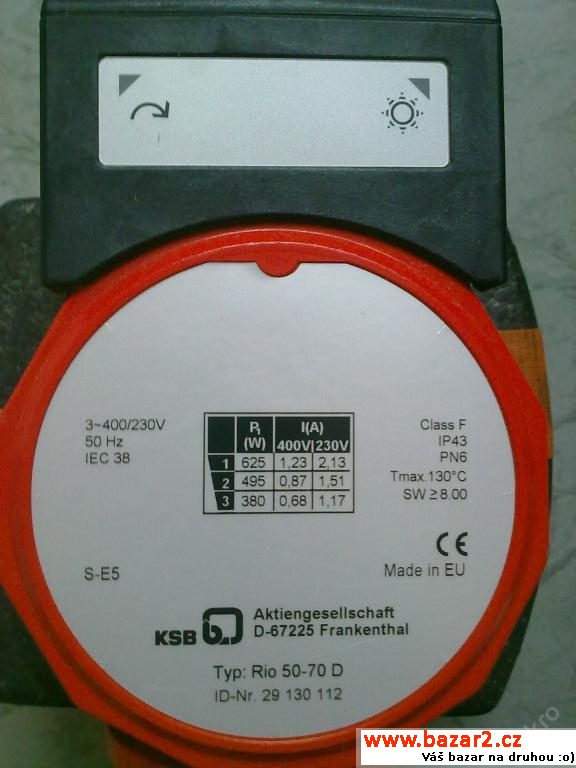 3~400/230V
50 Hz
IEC 38
P₁ (W) I(A)
400V 230V
1 625 1,23 2,13
2 495 0,87 1,51
3 380 0,68 1,17
Class F
IP43
PN6
Tmax.130°C
SW ≥ 8.00
CE
S-E5
Made in EU
KSB Aktiengesellschaft
D-67225 Frankenthal
Typ: Rio 50-70 D
ID-Nr. 29 130 112
www.bazar2.cz
Váš bazar na druhou :o)